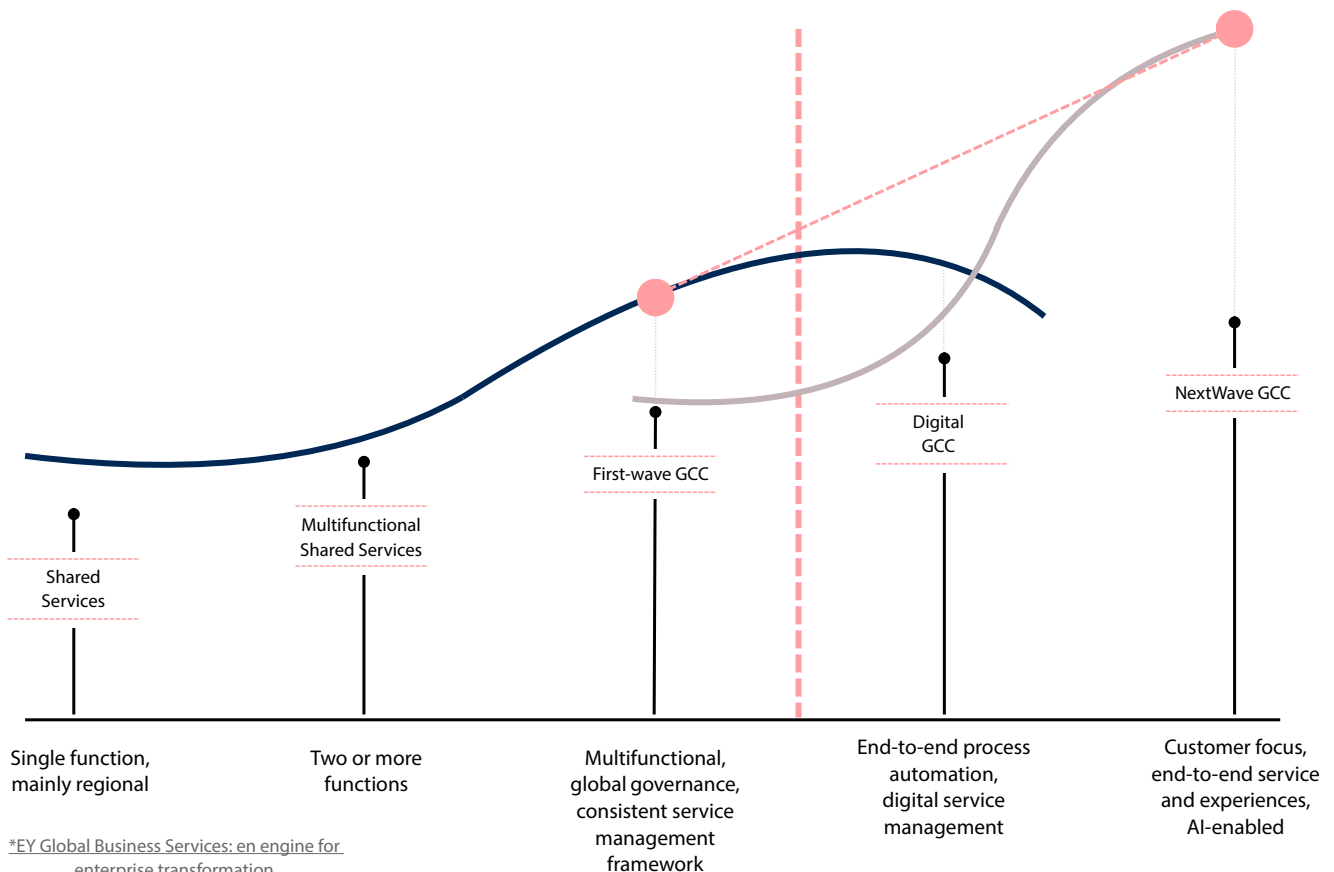 NextWave GCC
Digital
GCC
First-wave GCC
Multifunctional
Shared Services
Shared
Services
Single function,
mainly regional
Two or more
functions
Multifunctional,
global governance,
consistent service
management
framework
End-to-end process
automation,
digital service
management
Customer focus,
end-to-end service
and experiences,
AI-enabled
*EY Global Business Services: en engine for
enterprise transformation